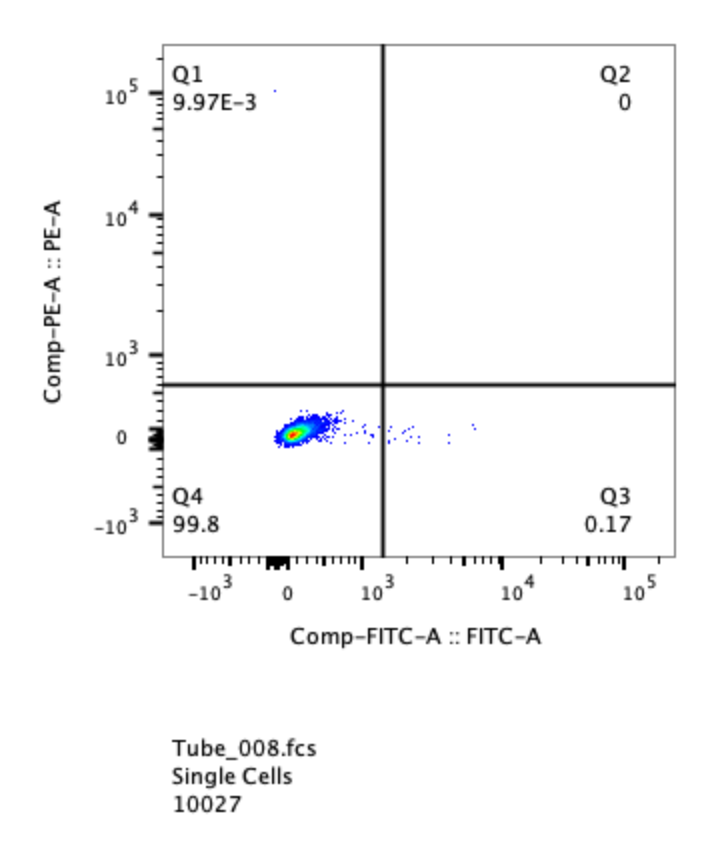 Q1
9.97E-3
Q2
0
10^5
10^4
10^3
0
-10^3
Comp-PE-A :: PE-A
Q4
99.8
Q3
0.17
-10^3
0
10^3
10^4
10^5
Comp-FITC-A :: FITC-A
Tube_008.fcs
Single Cells
10027